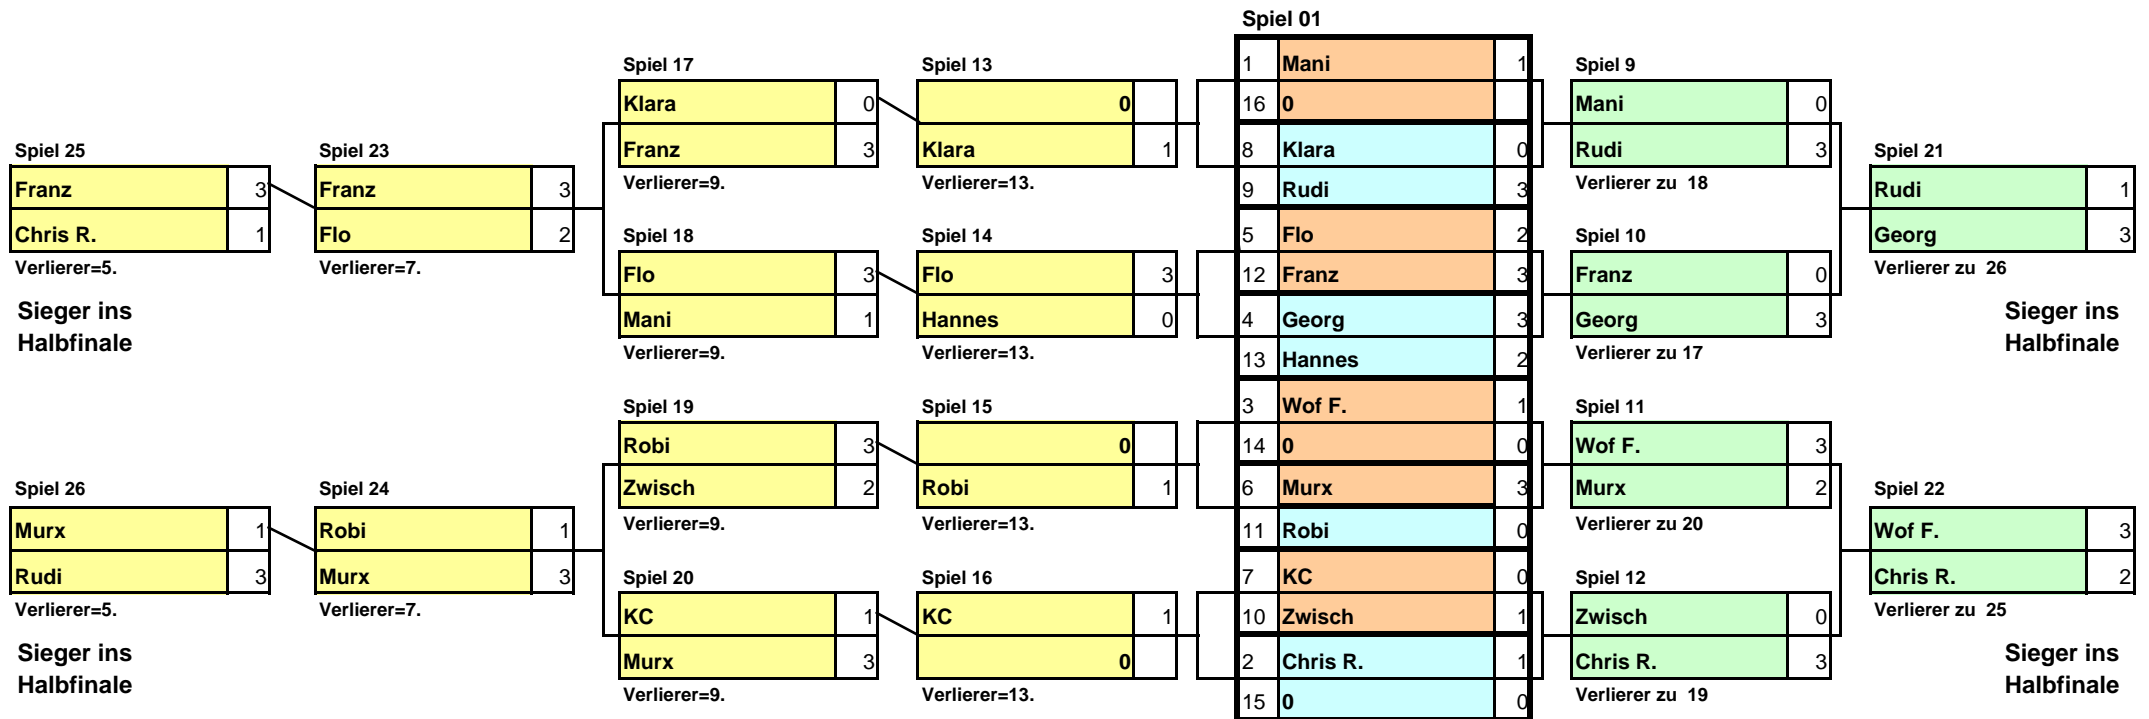 Spiel 01
Spiel 17 Spiel 13 1 Mani 1 Spiel 9
Klara 0 0 16 0 Mani 0
Spiel 25 Spiel 23 Franz 3 Klara 1 8 Klara 0 Rudi 3 Spiel 21
Franz 3 Franz 3 Verlierer=9. Verlierer=13. 9 Rudi 3 Verlierer zu 18 Rudi 1
Chris R. 1 Flo 2 Spiel 18 Spiel 14 5 Flo 2 Spiel 10 Georg 3
Verlierer=5. Verlierer=7. Flo 3 Flo 3 12 Franz 3 Franz 0 Verlierer zu 26
Sieger ins Mani 1 Hannes 0 4 Georg 3 Georg 3 Sieger ins
Halbfinale Verlierer=9. Verlierer=13. 13 Hannes 2 Verlierer zu 17 Halbfinale
Spiel 19 Spiel 15 3 Wof F. 1 Spiel 11
Robi 3 0 14 0 0 Wof F. 3
Spiel 26 Spiel 24 Zwisch 2 Robi 1 6 Murx 3 Murx 2 Spiel 22
Murx 1 Robi 1 Verlierer=9. Verlierer=13. 11 Robi 0 Verlierer zu 20 Wof F. 3
Rudi 3 Murx 3 Spiel 20 Spiel 16 7 KC 0 Spiel 12 Chris R. 2
Verlierer=5. Verlierer=7. KC 1 KC 1 10 Zwisch 1 Zwisch 0 Verlierer zu 25
Sieger ins Murx 3 0 2 Chris R. 1 Chris R. 3 Sieger ins
Halbfinale Verlierer=9. Verlierer=13. 15 0 0 Verlierer zu 19 Halbfinale